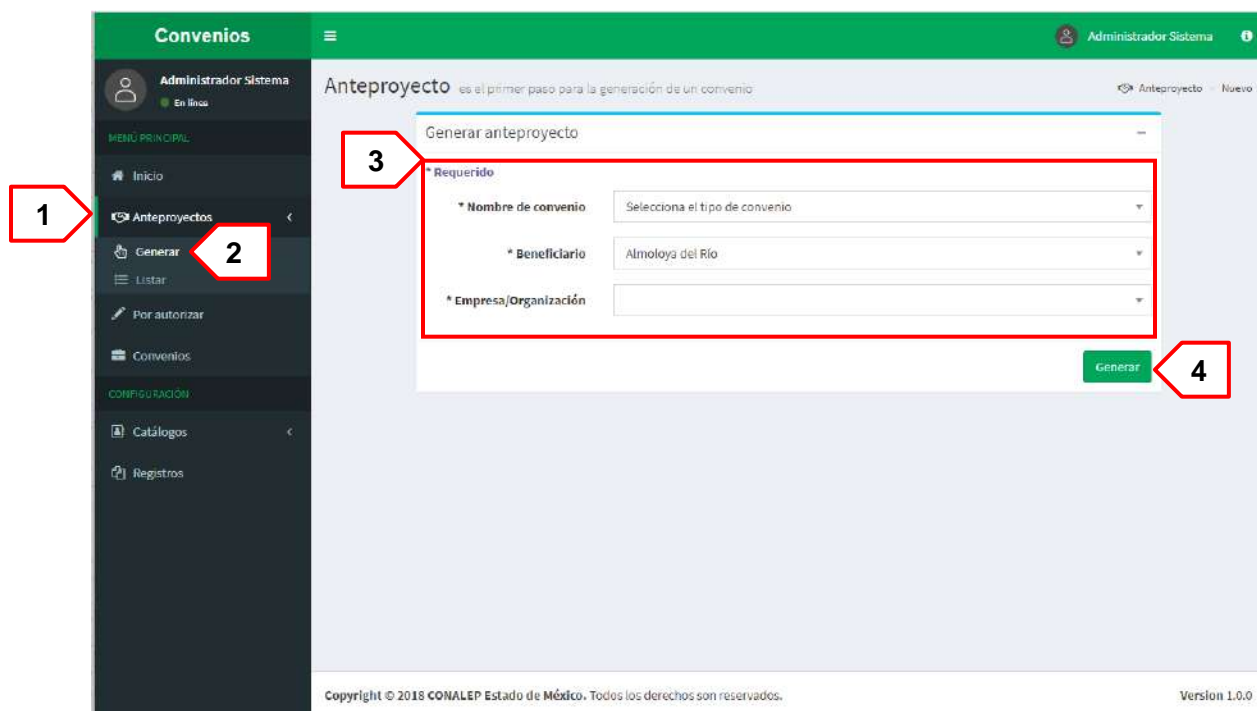 Convenios
Administrador Sistema
Administrador Sistema
En línea
Anteproyecto es el primer paso para la generación de un convenio
Anteproyecto Nuevo
MENÚ PRINCIPAL
Generar anteproyecto
3
* Requerido
Inicio
* Nombre de convenio Selecciona el tipo de convenio
1
Anteproyectos
Generar
2
* Beneficiario Almoloya del Río
Listar
* Empresa/Organización
Por autorizar
Convenios
Generar
4
CONFIGURACIÓN
Catálogos
Registros
Copyright © 2018 CONALEP Estado de México. Todos los derechos son reservados.
Version 1.0.0